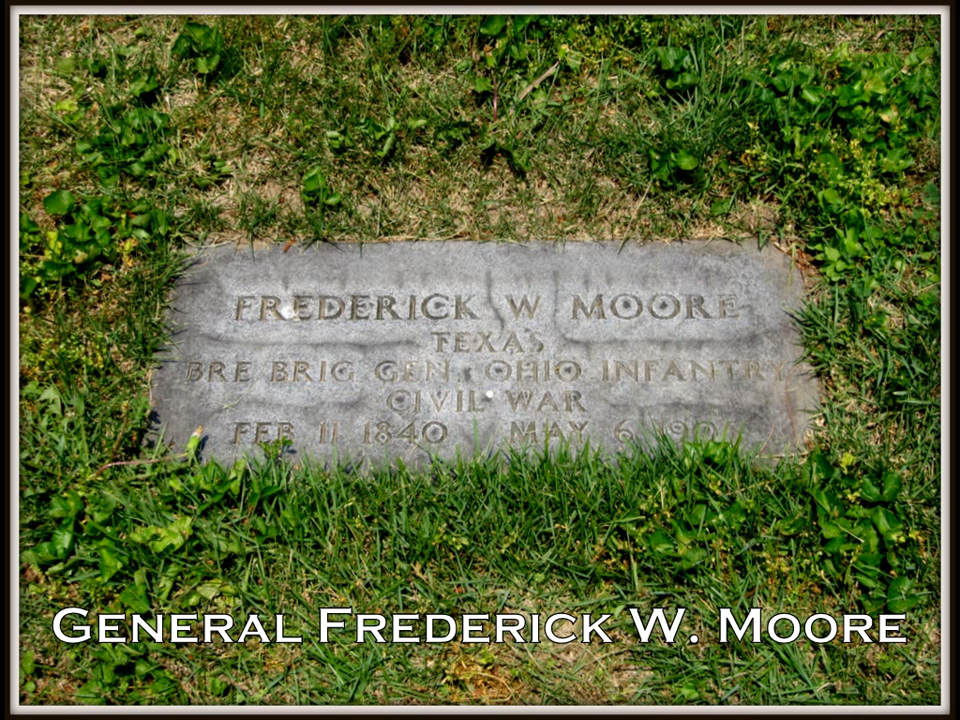 FREDERICK W MOORE
TEXAS
BRE BRIG GEN, OHIO INFANTRY
CIVIL WAR
FEB 11 1840 MAY 6
General Frederick W. Moore